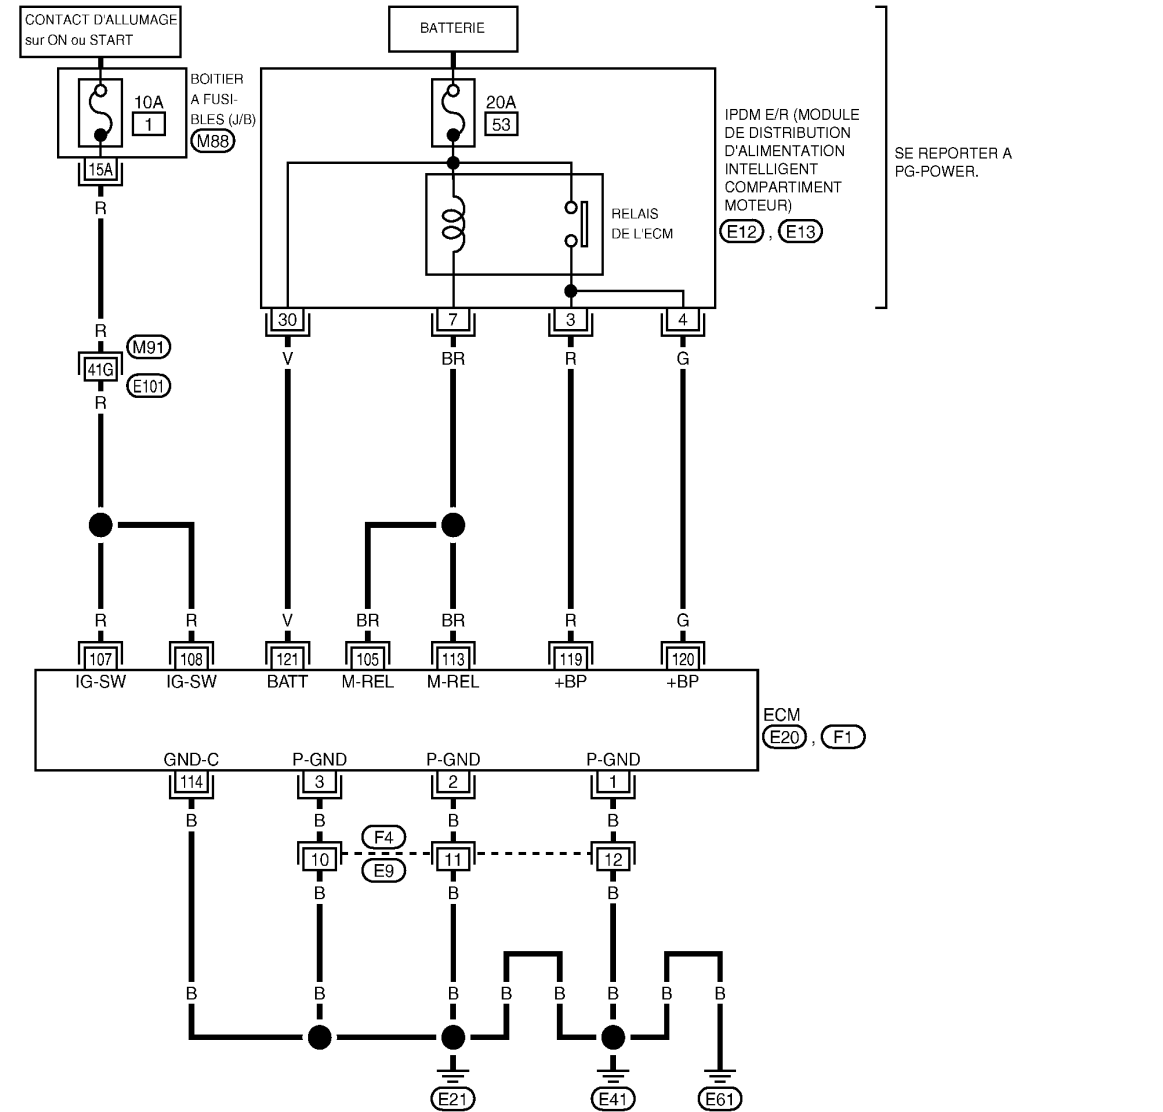 CONTACT D'ALLUMAGE
sur ON ou START
BATTERIE
10A
1
BOITIER
A FUSI-
BLES (J/B)
M88
20A
53
IPDM E/R (MODULE
DE DISTRIBUTION
D'ALIMENTATION
INTELLIGENT
COMPARTIMENT
MOTEUR)
E12 , E13
SE REPORTER A
PG-POWER.
15A
RELAIS
DE L'ECM
R
30 7 3 4
R
M91
V BR R G
41G
E101
R
R R V BR BR R G
107 108 121 105 113 119 120
IG-SW IG-SW BATT M-REL M-REL +BP +BP
ECM
E20 , F1
GND-C P-GND P-GND P-GND
114 3 2 1
B B B B
F4
10 11 12
E9
B B B
B B B B B B B B
E21 E41 E61